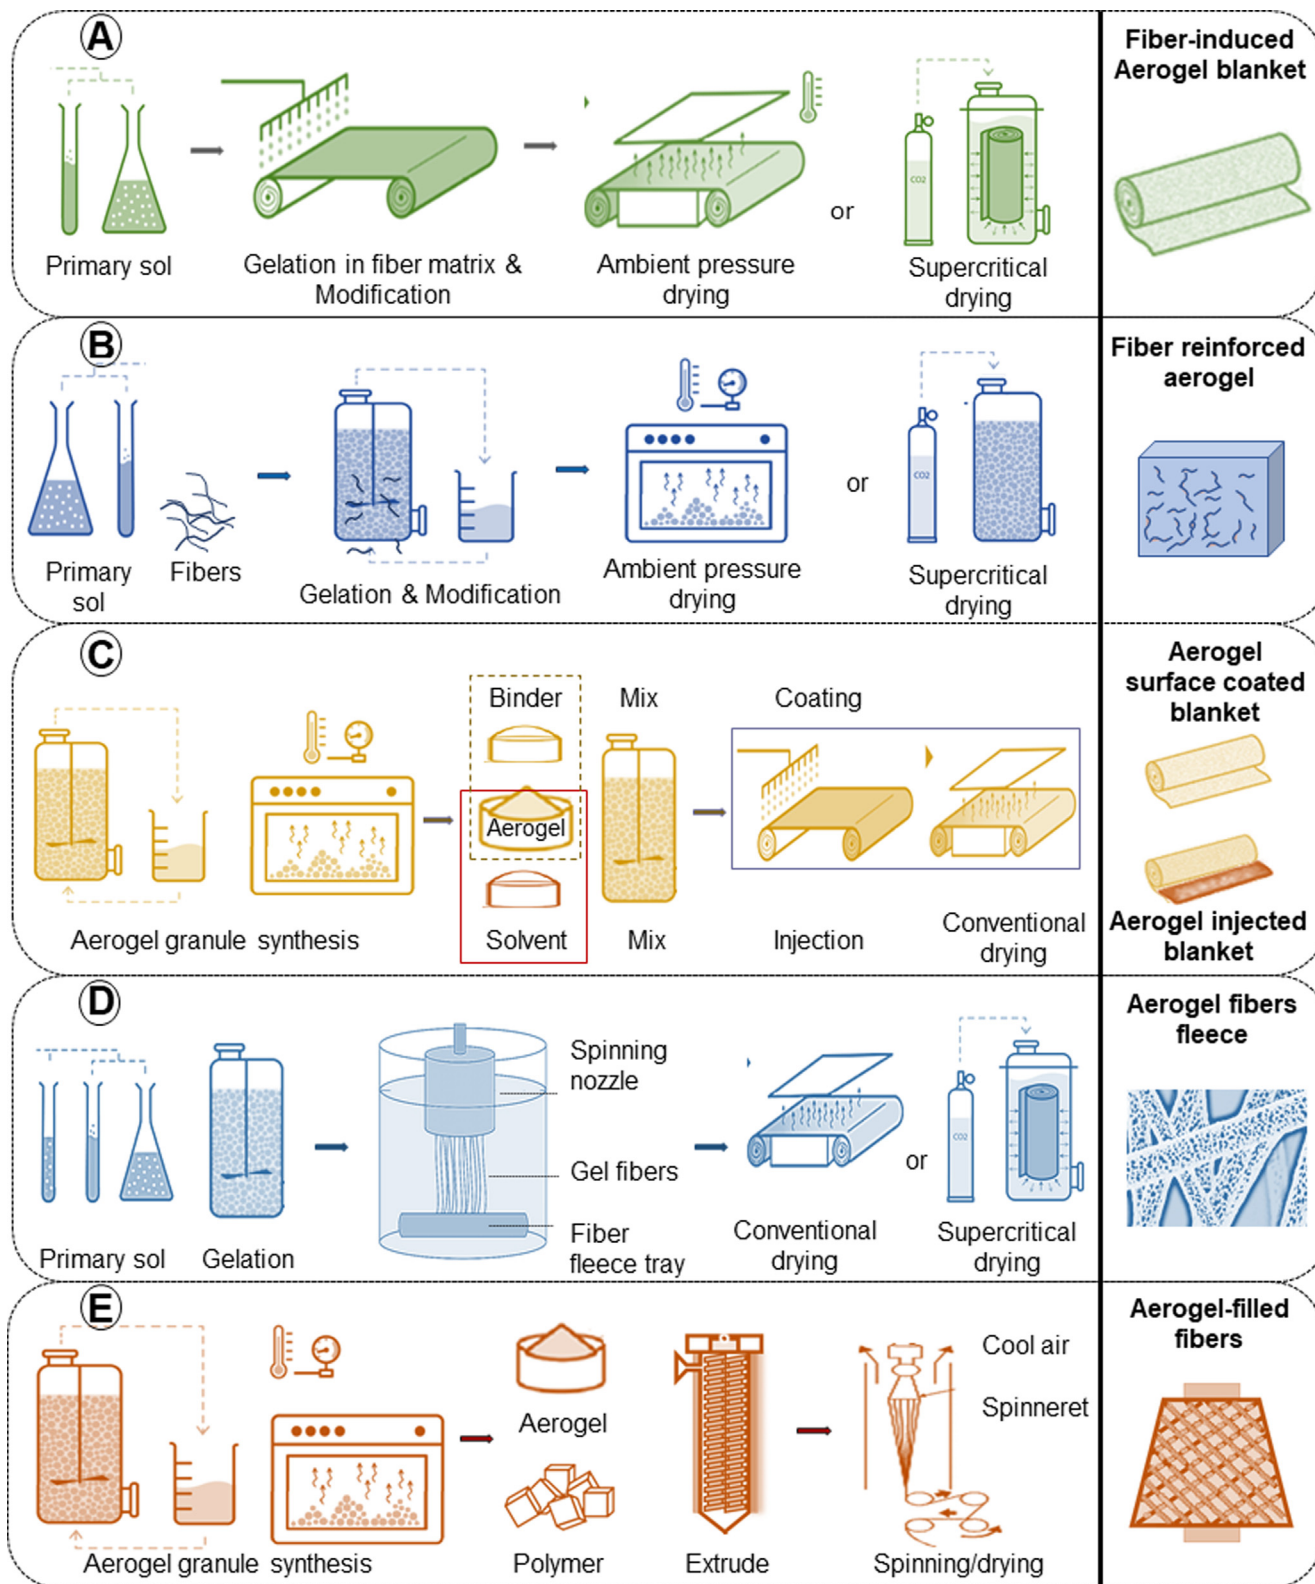 A
Fiber-induced
Aerogel blanket
CO2
or
Primary sol
Gelation in fiber matrix &
Modification
Ambient pressure
drying
Supercritical
drying
B
Fiber reinforced
aerogel
CO2
or
Primary
sol
Fibers
Gelation & Modification
Ambient pressure
drying
Supercritical
drying
C
Aerogel
surface coated
blanket
Binder
Mix
Coating
Aerogel
Aerogel granule synthesis
Solvent
Mix
Injection
Conventional
drying
Aerogel injected
blanket
D
Aerogel fibers
fleece
Spinning
nozzle
CO2
or
Gel fibers
Primary sol
Gelation
Fiber
fleece tray
Conventional
drying
Supercritical
drying
E
Aerogel-filled
fibers
Cool air
Spinneret
Aerogel
Aerogel granule synthesis
Polymer
Extrude
Spinning/drying